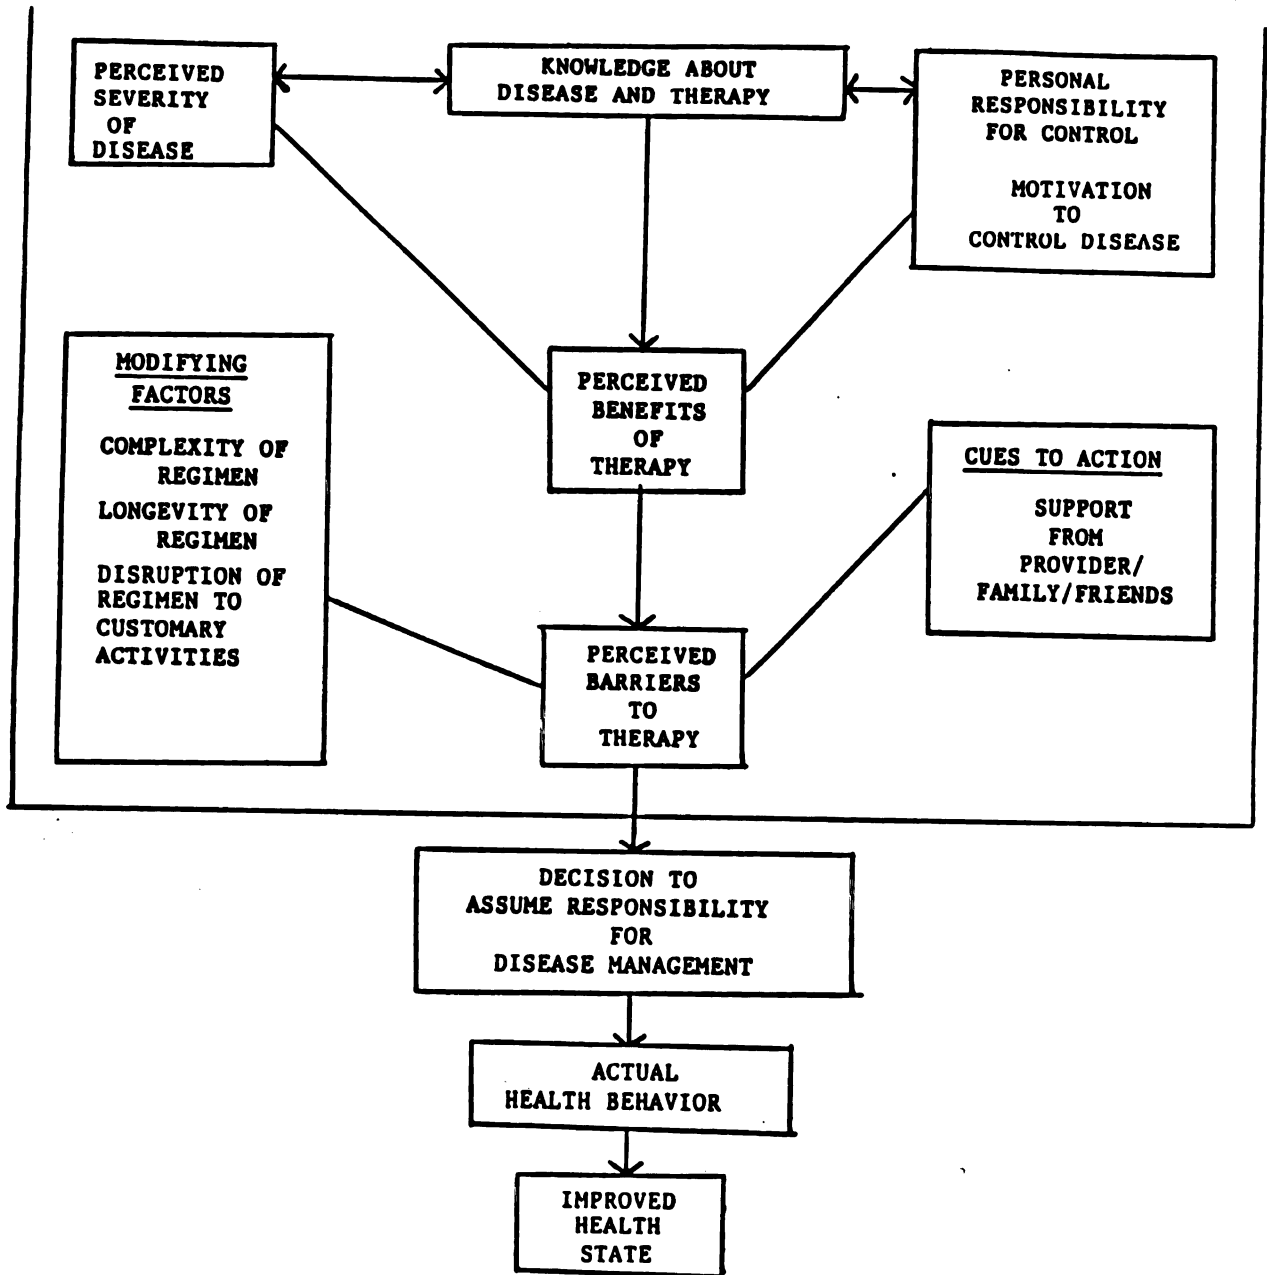 PERCEIVED
SEVERITY
OF
DISEASE
KNOWLEDGE ABOUT
DISEASE AND THERAPY
PERSONAL
RESPONSIBILITY
FOR CONTROL
MOTIVATION
TO
CONTROL DISEASE
PERCEIVED
BENEFITS
OF
THERAPY
MODIFYING
FACTORS
COMPLEXITY OF
REGIMEN
LONGEVITY OF
REGIMEN
DISRUPTION OF
REGIMEN TO
CUSTOMARY
ACTIVITIES
CUES TO ACTION
SUPPORT
FROM
PROVIDER/
FAMILY/FRIENDS
PERCEIVED
BARRIERS
TO
THERAPY
DECISION TO
ASSUME RESPONSIBILITY
FOR
DISEASE MANAGEMENT
ACTUAL
HEALTH BEHAVIOR
IMPROVED
HEALTH
STATE